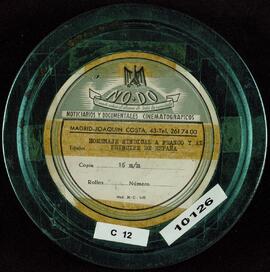 NO-DO
NOTICIARIOS Y DOCUMENTALES CINEMATOGRAFICOS
MADRID-JOAQUIN COSTA, 43-Tel. 261 74 00
HOMENAJE SINDICAL A FRANCO Y AL
Título: PRINCIPE DE ESPAÑA
Copia 16 m/m
Rollos Número
C 12
10126